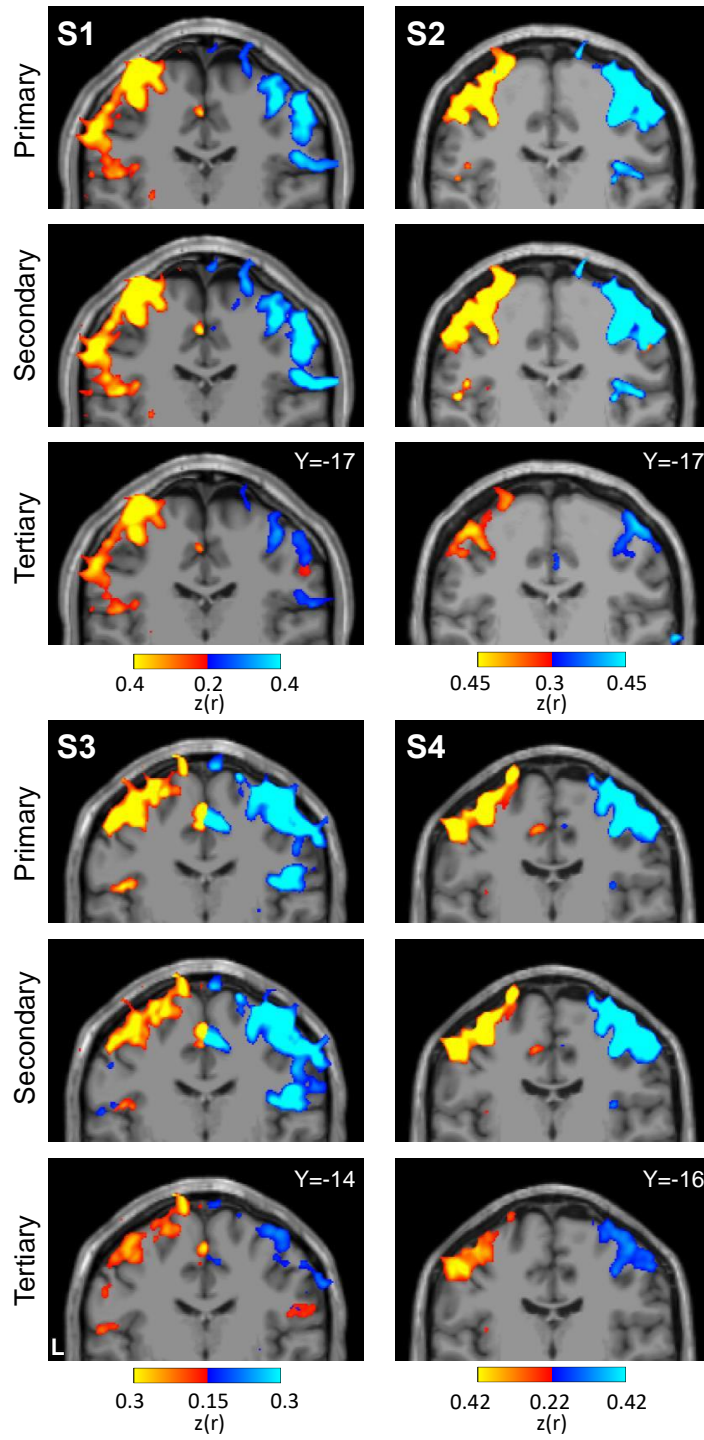 S1 S2
Primary
Secondary
Y=-17 Y=-17
Tertiary
0.4 0.2 0.4 0.45 0.3 0.45
z(r) z(r)
S3 S4
Primary
Secondary
Y=-14 Y=-16
Tertiary
L
0.3 0.15 0.3 0.42 0.22 0.42
z(r) z(r)